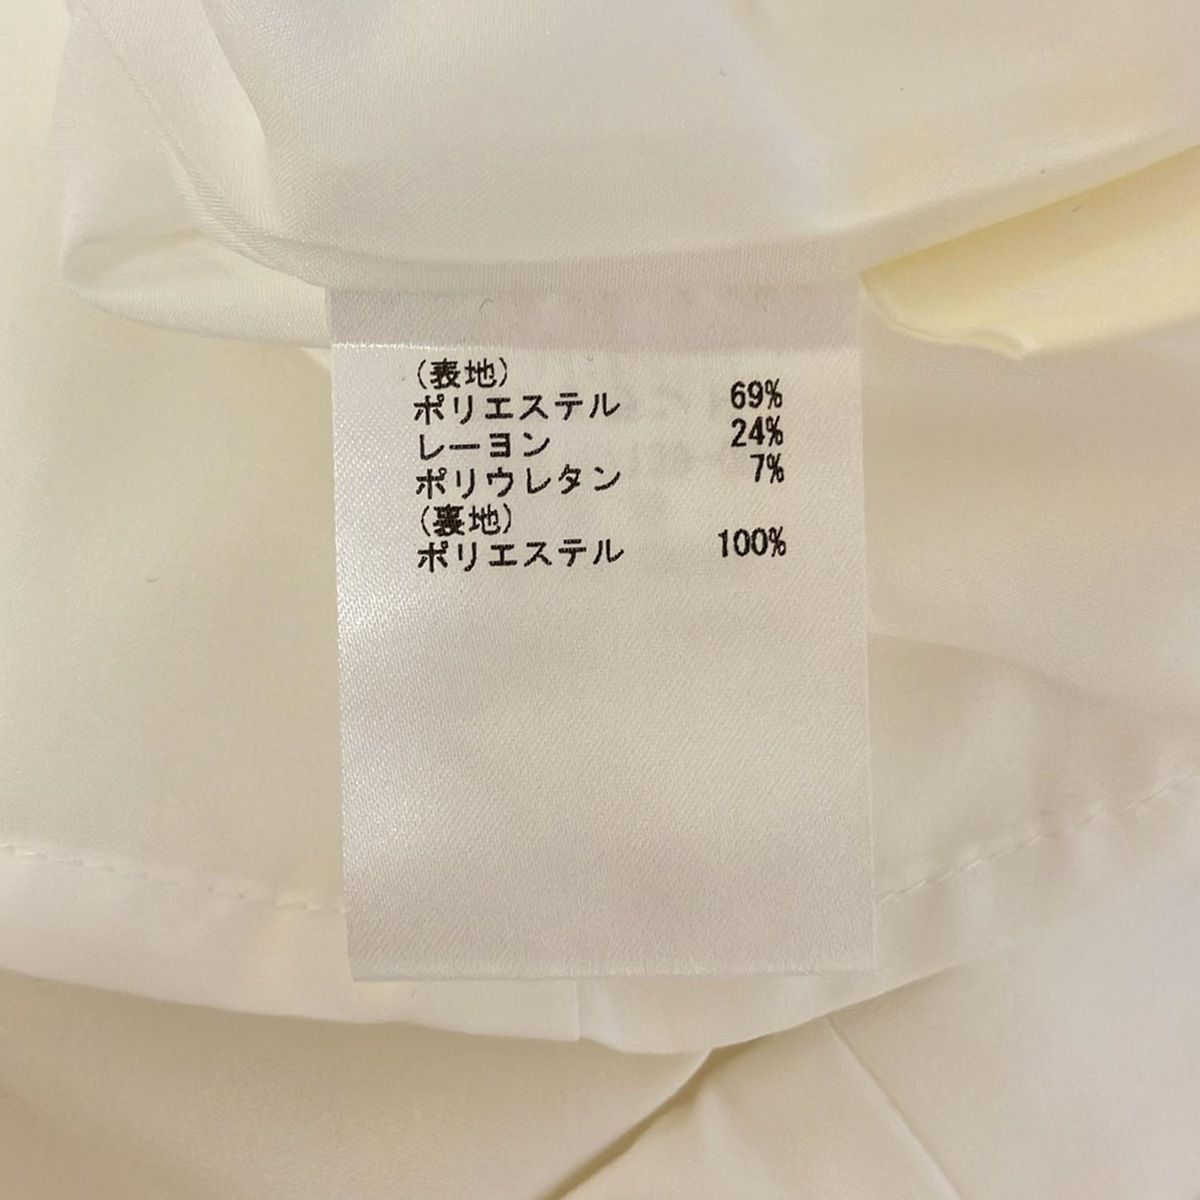 (表地)
ポリエステル 69%
レーヨン 24%
ポリウレタン 7%
(裏地)
ポリエステル 100%